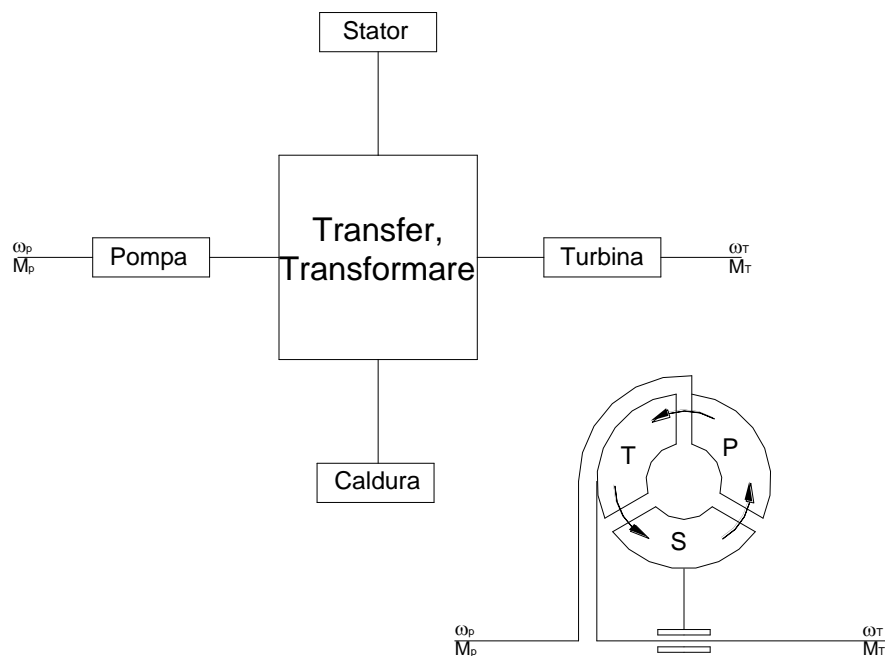 Stator
Transfer,
Transformare
ωp
Mp
Pompa
Turbina
ωT
MT
Caldura
T
P
S
ωp
Mp
ωT
MT